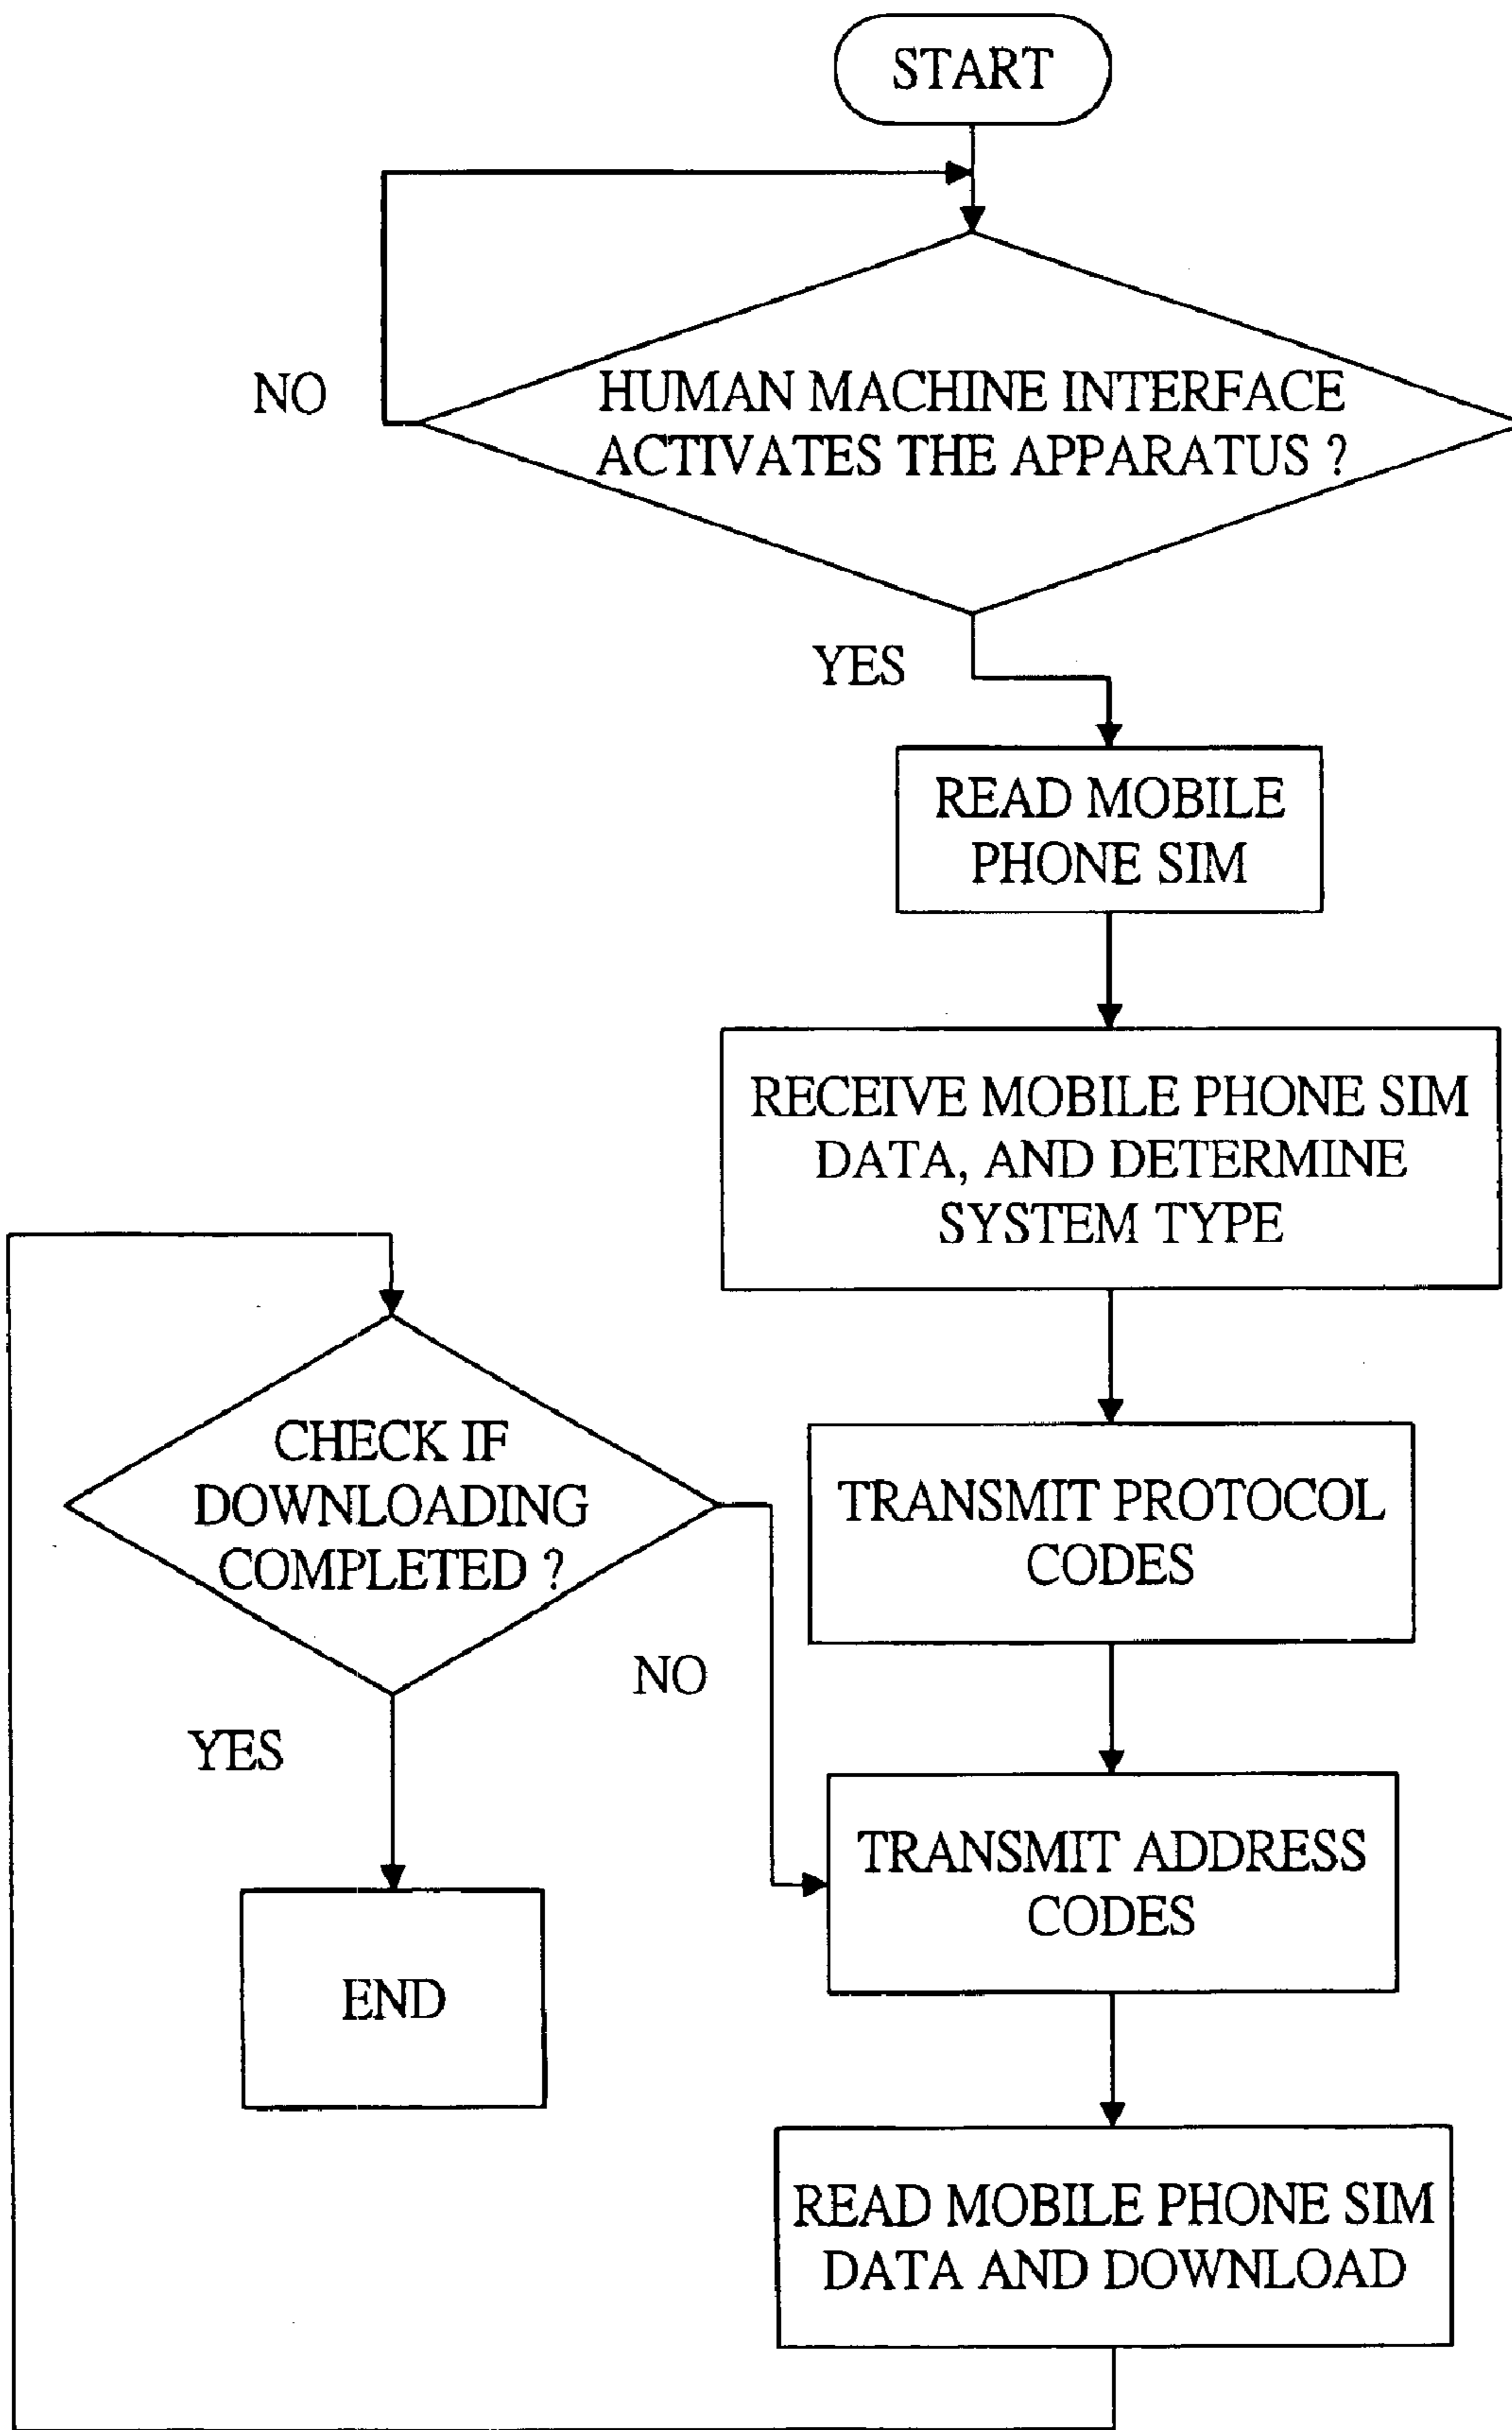 START
NO
HUMAN MACHINE INTERFACE
ACTIVATES THE APPARATUS ?
YES
READ MOBILE
PHONE SIM
RECEIVE MOBILE PHONE SIM
DATA, AND DETERMINE
SYSTEM TYPE
CHECK IF
DOWNLOADING
COMPLETED ?
NO
YES
END
TRANSMIT PROTOCOL
CODES
TRANSMIT ADDRESS
CODES
READ MOBILE PHONE SIM
DATA AND DOWNLOAD